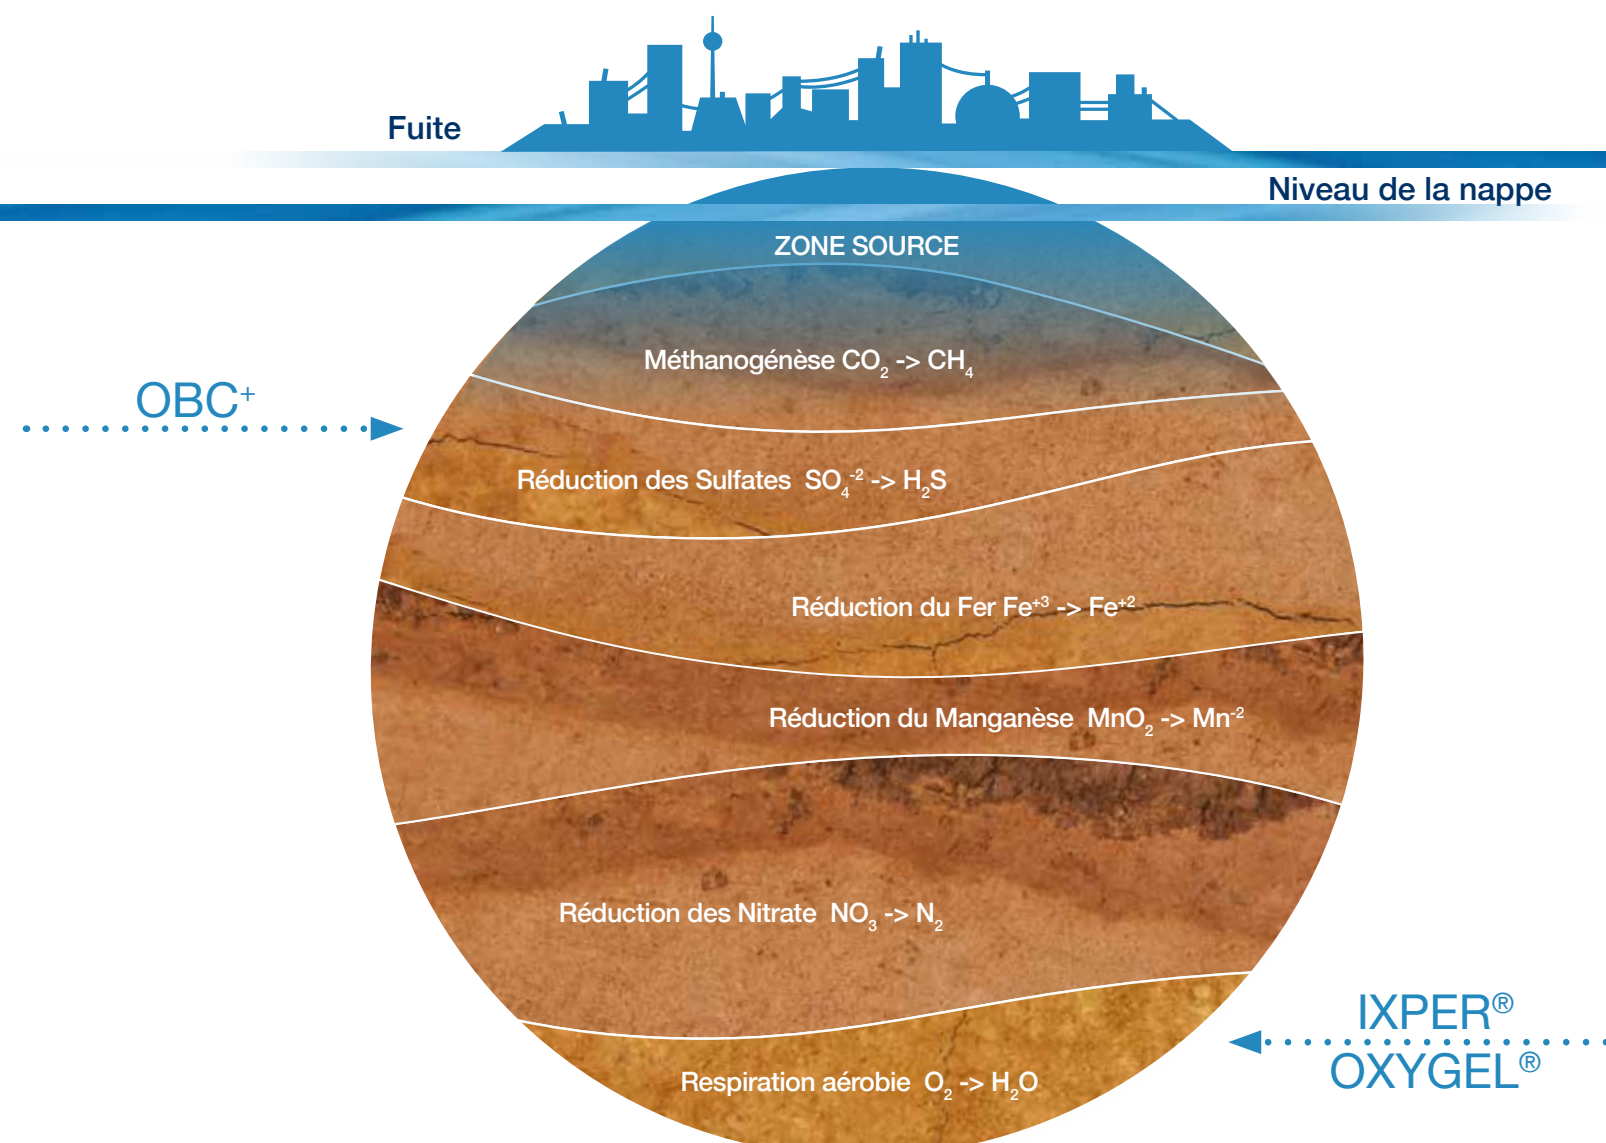 Fuite
Niveau de la nappe
ZONE SOURCE
Méthanogénèse CO₂ -> CH₄
OBC⁺
Réduction des Sulfates SO₄⁻² -> H₂S
Réduction du Fer Fe⁺³ -> Fe⁺²
Réduction du Manganèse MnO₂ -> Mn⁻²
Réduction des Nitrate NO₃ -> N₂
IXPER®
OXYGEL®
Respiration aérobie O₂ -> H₂O